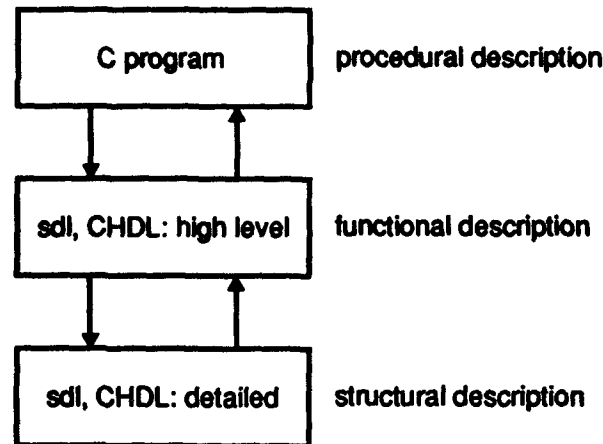 C program procedural description
sdl, CHDL: high level functional description
sdl, CHDL: detailed structural description